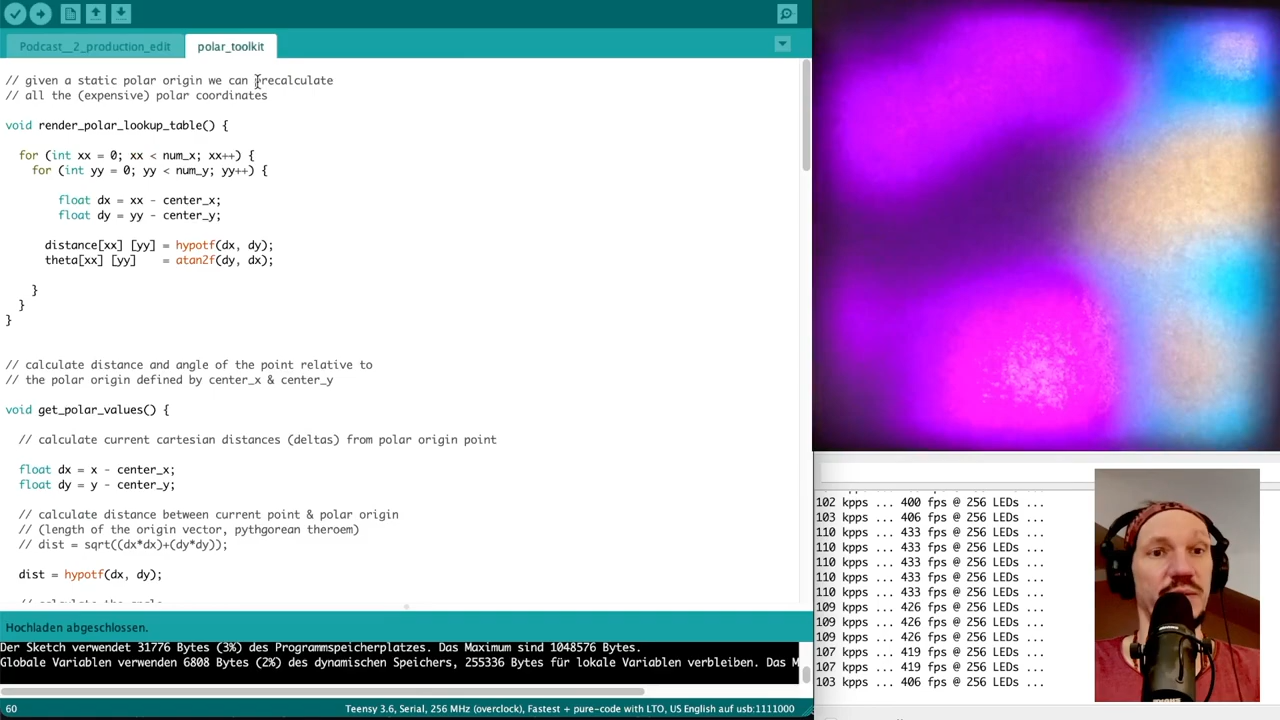 Podcast__2_production_edit
polar_toolkit
// given a static polar origin we can precalculate
// all the (expensive) polar coordinates
void render_polar_lookup_table() {
for (int xx = 0; xx < num_x; xx++) {
for (int yy = 0; yy < num_y; yy++) {
float dx = xx - center_x;
float dy = yy - center_y;
distance[xx] [yy] = hypotf(dx, dy);
theta[xx] [yy] = atan2f(dy, dx);
}
}
}
// calculate distance and angle of the point relative to
// the polar origin defined by center_x & center_y
void get_polar_values() {
// calculate current cartesian distances (deltas) from polar origin point
float dx = x - center_x;
float dy = y - center_y;
// calculate distance between current point & polar origin
// (length of the origin vector, pythgorean theroem)
// dist = sqrt((dx*dx)+(dy*dy));
dist = hypotf(dx, dy);
// calculate the angle
Hochladen abgeschlossen.
Der Sketch verwendet 31776 Bytes (3%) des Programmspeicherplatzes. Das Maximum sind 1048576 Bytes.
Globale Variablen verwenden 6808 Bytes (2%) des dynamischen Speichers, 255336 Bytes für lokale Variablen verbleiben. Das M
60
Teensy 3.6, Serial, 256 MHz (overclock), Fastest + pure-code with LTO, US English auf usb:1111000
102 kpps ... 400 fps @ 256 LEDs ...
103 kpps ... 406 fps @ 256 LEDs ...
110 kpps ... 433 fps @ 256 LEDs ...
110 kpps ... 433 fps @ 256 LEDs ...
110 kpps ... 433 fps @ 256 LEDs ...
110 kpps ... 433 fps @ 256 LEDs ...
110 kpps ... 433 fps @ 256 LEDs ...
109 kpps ... 426 fps @ 256 LEDs ...
109 kpps ... 426 fps @ 256 LEDs ...
109 kpps ... 426 fps @ 256 LEDs ...
107 kpps ... 419 fps @ 256 LEDs ...
107 kpps ... 419 fps @ 256 LEDs ...
103 kpps ... 406 fps @ 256 LEDs ...